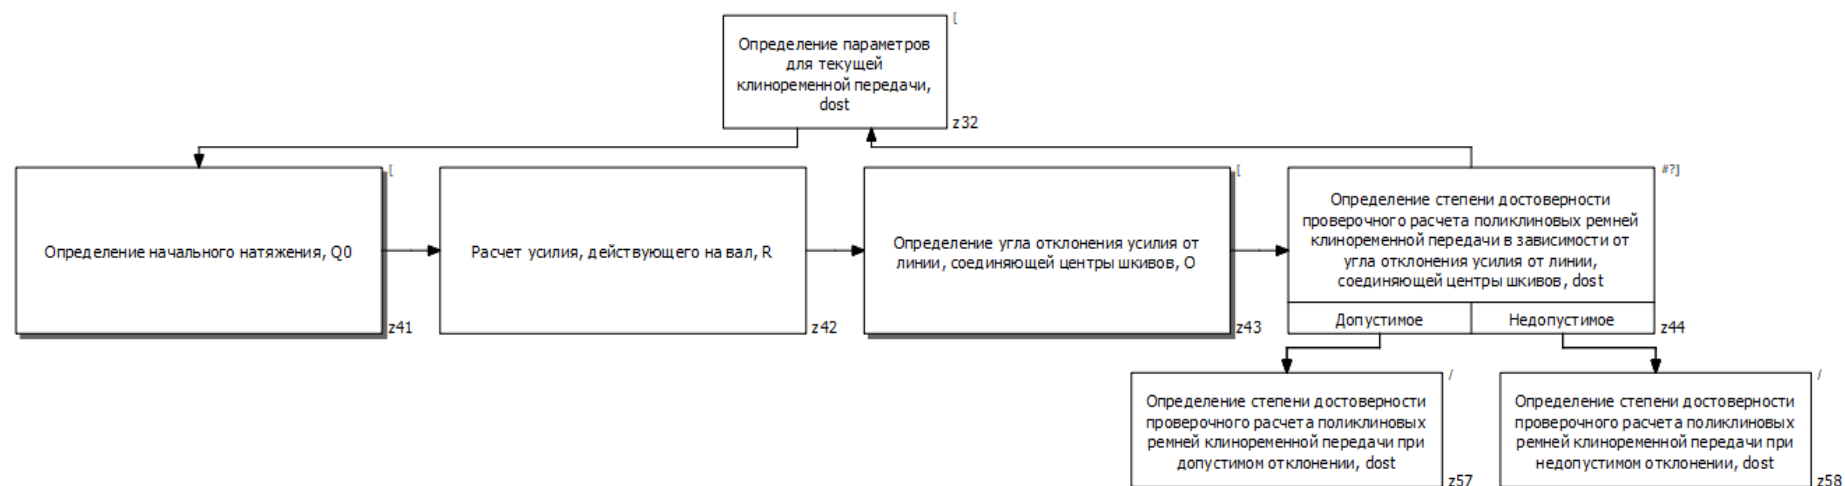 [
Определение параметров
для текущей
клиноременной передачи,
dost
z32
[
Определение начального натяжения, Q0
z41
Расчет усилия, действующего на вал, R
z42
[
Определение угла отклонения усилия от
линии, соединяющей центры шкивов, O
z43
#?]
Определение степени достоверности
проверочного расчета поликлиновых ремней
клиноременной передачи в зависимости от
угла отклонения усилия от линии,
соединяющей центры шкивов, dost
Допустимое
Недопустимое
z44
/
Определение степени достоверности
проверочного расчета поликлиновых
ремней клиноременной передачи при
допустимом отклонении, dost
z57
/
Определение степени достоверности
проверочного расчета поликлиновых
ремней клиноременной передачи при
недопустимом отклонении, dost
z58